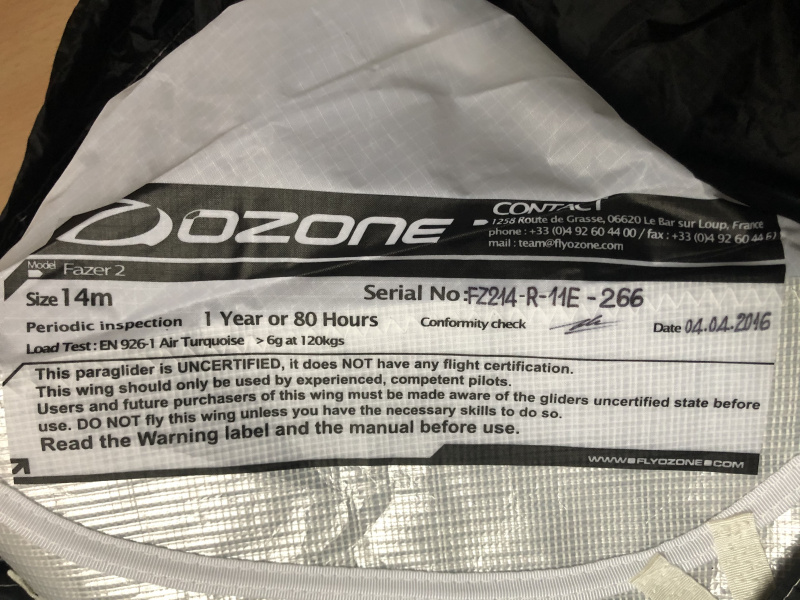 OZONE
CONTACT
1258 Route de Grasse, 06620 Le Bar sur Loup, France
phone : +33 (0)4 92 60 44 00 / fax : +33 (0)4 92 60 44 61
mail : team@flyozone.com
Model
Fazer 2
Size 14m
Serial No: FZ214-R-11E-266
Periodic inspection 1 Year or 80 Hours Conformity check Date 04.04.2016
Load Test : EN 926-1 Air Turquoise > 6g at 120kgs
This paraglider is UNCERTIFIED, it does NOT have any flight certification.
This wing should only be used by experienced, competent pilots.
Users and future purchasers of this wing must be made aware of the gliders uncertified state before
use. DO NOT fly this wing unless you have the necessary skills to do so.
Read the Warning label and the manual before use.
WWW.FLYOZONE.COM